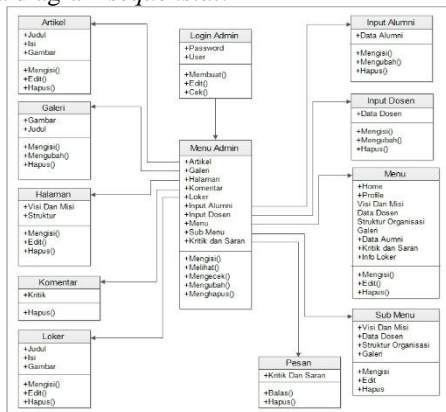 diagram sequensial.
Artikel
+Judul
+Isi
+Gambar
+Mengisi()
+Edit()
+Hapus()
Galeri
+Gambar
+Judul
+Mengisi()
+Mengubah()
+Hapus()
Halaman
+Visi Dan Misi
+Struktur
+Mengisi()
+Edit()
+Hapus()
Komentar
+Kritik
+Hapus()
Loker
+Judul
+Isi
+Gambar
+Mengisi()
+Edit()
+Hapus()
Login Admin
+Password
+User
+Membuat()
+Edit()
+Cek()
Menu Admin
+Artikel
+Galeri
+Halaman
+Komentar
+Loker
+Input Alumni
+Input Dosen
+Menu
+Sub Menu
+Kritik dan Saran
+Mengisi()
+Melihat()
+Mengecek()
+Mengubah()
+Menghapus()
Pesan
+Kritik Dan Saran
+Balas()
+Hapus()
Input Alumni
+Data Alumni
+Mengisi()
+Mengubah()
+Hapus()
Input Dosen
+Data Dosen
+Mengisi()
+Mengubah()
+Hapus()
Menu
+Home
+Profile
Visi Dan Misi
Data Dosen
Struktur Organisasi
Galeri
+Data Aumni
+Kritik dan Saran
+Info Loker
+Mengisi()
+Edit()
+Hapus()
Sub Menu
+Visi Dan Misi
+Data Dosen
+Struktur Organisasi
+Galeri
+Mengisi
+Edit
+Hapus